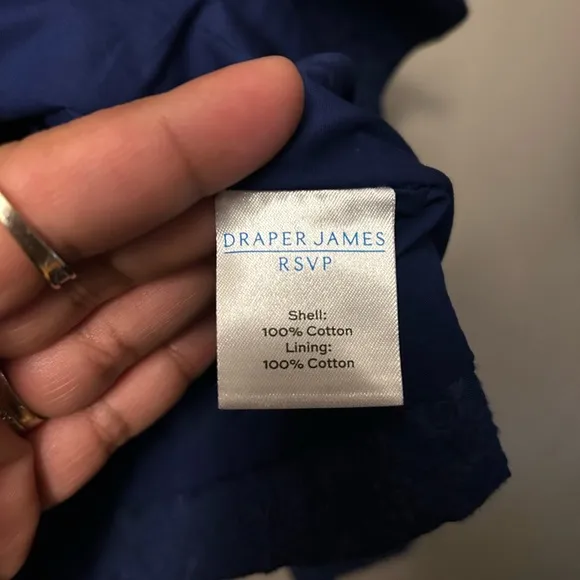 DRAPER JAMES
RSVP
Shell:
100% Cotton
Lining:
100% Cotton